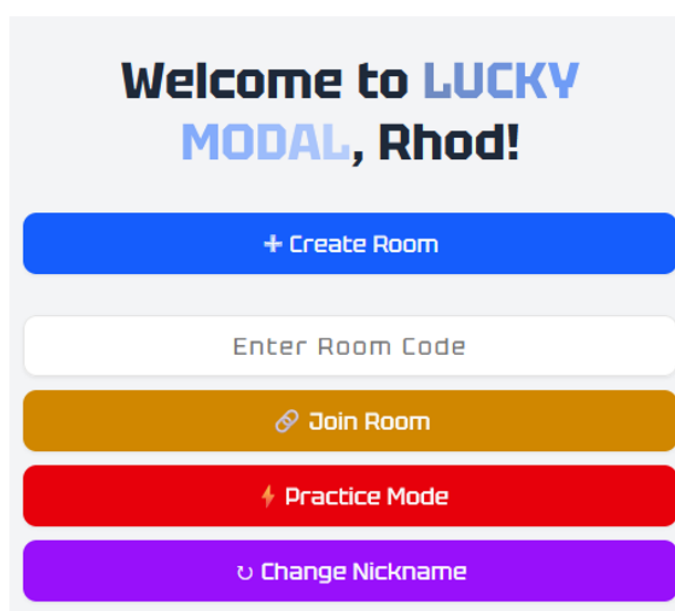 Welcome to LUCKY
MODAL, Rhod!
➕ Create Room
Enter Room Code
🔗 Join Room
⚡ Practice Mode
↻ Change Nickname